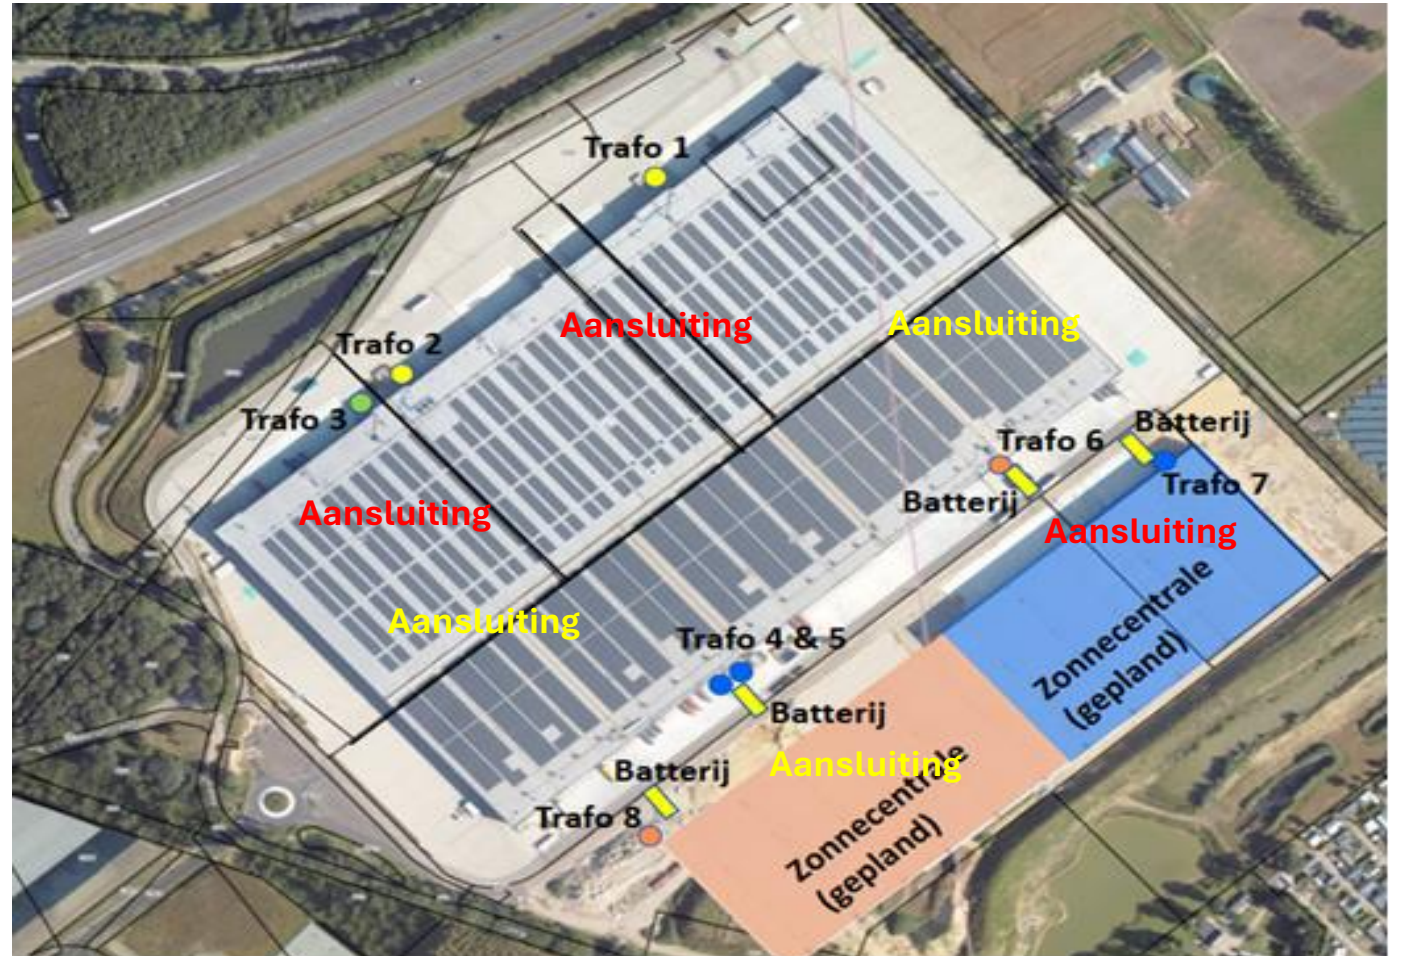 Trafo 1
Aansluiting
Aansluiting
Trafo 2
Trafo 3
Batterij
Trafo 6
Trafo 7
Batterij
Aansluiting
Aansluiting
Zonnecentrale
(gepland)
Aansluiting
Trafo 4 & 5
Batterij
Aansluiting
Batterij
Trafo 8
Zonnecentrale
(gepland)